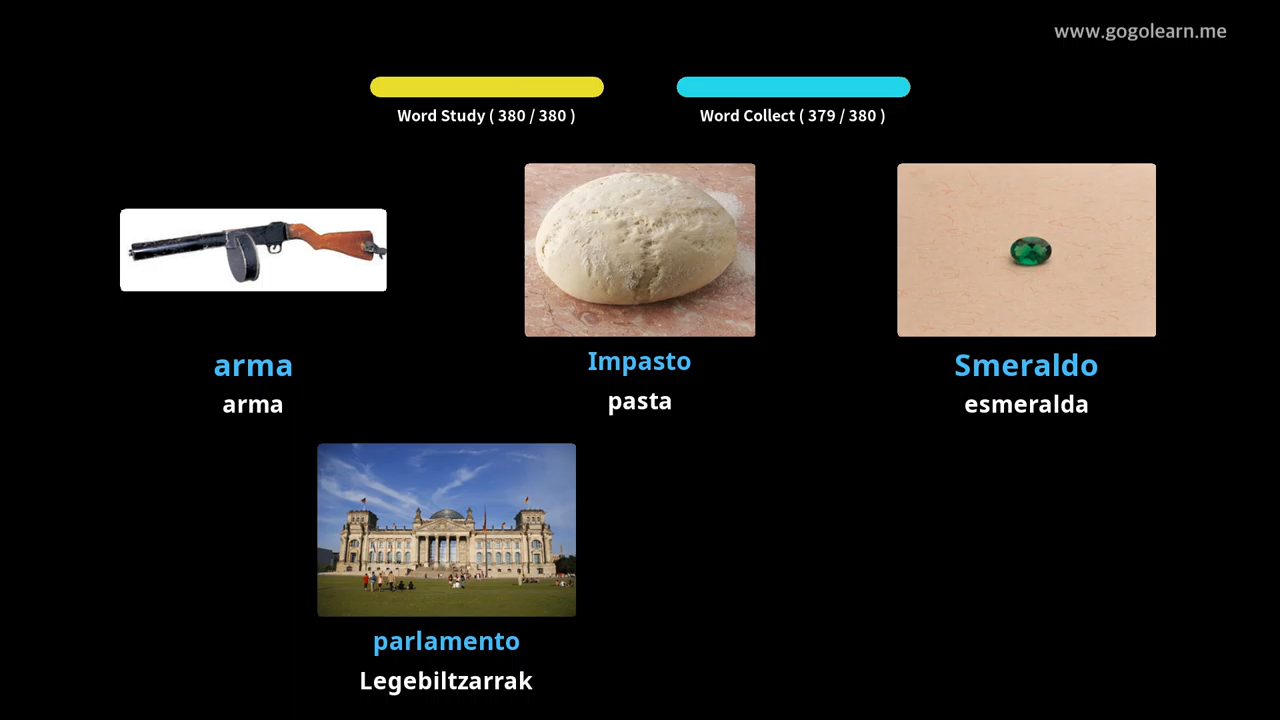 www.gogolearn.me
Word Study ( 380 / 380 )
Word Collect ( 379 / 380 )
arma
arma
Impasto
pasta
Smeraldo
esmeralda
parlamento
Legebiltzarrak